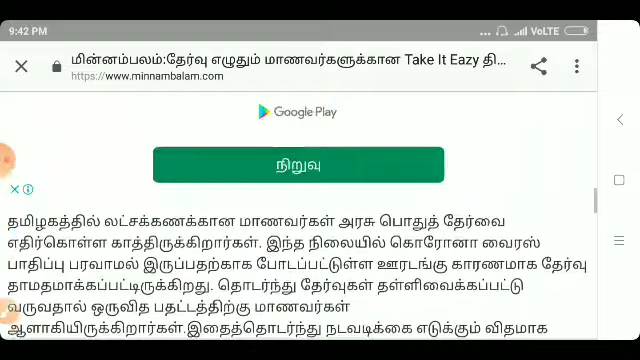 9:42 PM
... VoLTE
மின்னம்பலம்:தேர்வு எழுதும் மாணவர்களுக்கான Take It Eazy தி...
https://www.minnambalam.com
Google Play
நிறுவு
தமிழகத்தில் லட்சக்கணக்கான மாணவர்கள் அரசு பொதுத் தேர்வை
எதிர்கொள்ள காத்திருக்கிறார்கள். இந்த நிலையில் கொரோனா வைரஸ்
பாதிப்பு பரவாமல் இருப்பதற்காக போடப்பட்டுள்ள ஊரடங்கு காரணமாக தேர்வு
தாமதமாக்கப்பட்டிருக்கிறது. தொடர்ந்து தேர்வுகள் தள்ளிவைக்கப்பட்டு
வருவதால் ஒருவித பதட்டத்திற்கு மாணவர்கள்
ஆளாகியிருக்கிறார்கள்.இதைத்தொடர்ந்து நடவடிக்கை எடுக்கும் விதமாக